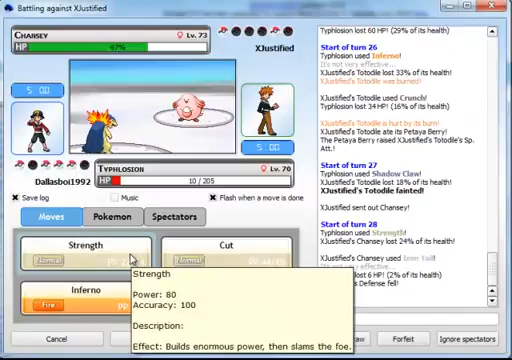 Battling against XJustified
CHANSEY
Lv. 73
HP
67%
XJustified
5:00
5:00
Dallasboi1992
TYPHLOSION
Lv. 70
HP
10 / 205
Save log
Music
Flash when a move is done
Moves
Pokemon
Spectators
Strength
Normal
Cut
Normal
Inferno
Fire
PP
Strength
Power: 80
Accuracy: 100
Description:
Effect: Builds enormous power, then slams the foe.
Cancel
Forfeit
Ignore spectators
Typhlosion lost 60 HP! (29% of its health)
Start of turn 26
Typhlosion used Inferno!
It's not very effective...
XJustified's Totodile lost 33% of its health!
XJustified's Totodile was burned!
XJustified's Totodile used Crunch!
Typhlosion lost 34 HP! (16% of its health)
XJustified's Totodile is hurt by its burn!
XJustified's Totodile ate its Petaya Berry!
The Petaya Berry raised XJustified's Totodile's Sp.
Att.!
Start of turn 27
Typhlosion used Shadow Claw!
XJustified's Totodile lost 18% of its health!
XJustified's Totodile fainted!
XJustified sent out Chansey!
Start of turn 28
Typhlosion used Strength!
XJustified's Chansey lost 24% of its health!
XJustified's Chansey used Iron Tail!
Defense fell!